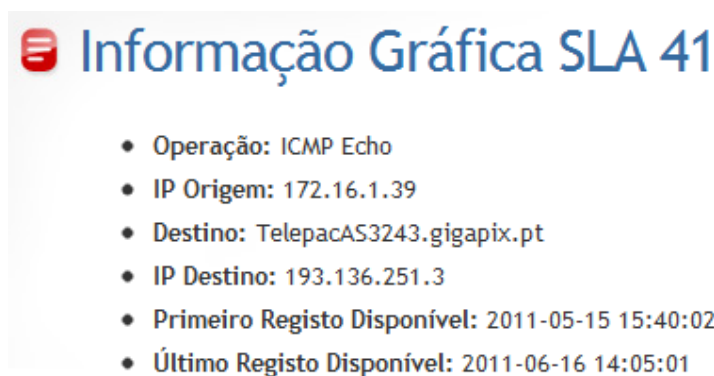 Informação Gráfica SLA 41
Operação: ICMP Echo
IP Origem: 172.16.1.39
Destino: TelepacAS3243.gigapix.pt
IP Destino: 193.136.251.3
Primeiro Registo Disponível: 2011-05-15 15:40:02
Último Registo Disponível: 2011-06-16 14:05:01